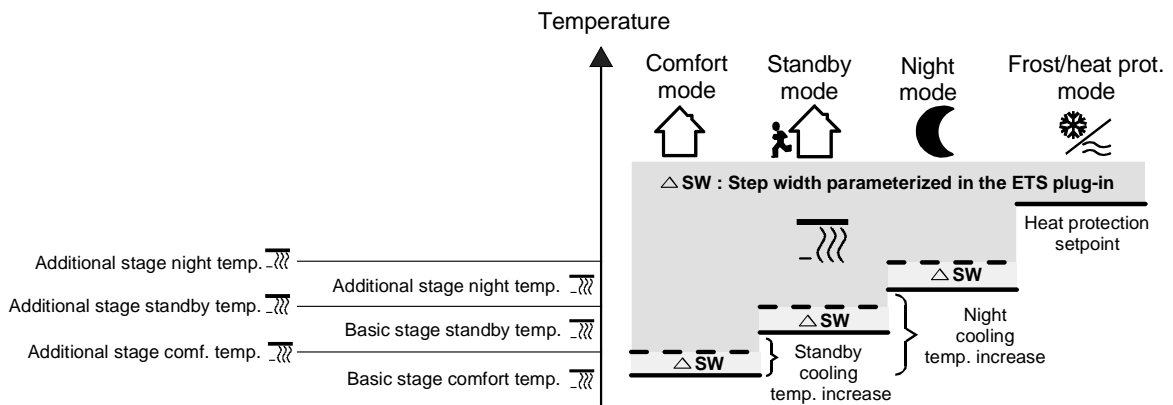 Temperature
Comfort
mode
Standby
mode
Night
mode
Frost/heat prot.
mode
△ SW : Step width parameterized in the ETS plug-in
Heat protection
setpoint
Additional stage night temp.
Additional stage night temp.
Additional stage standby temp.
Basic stage standby temp.
Additional stage comf. temp.
Basic stage comfort temp.
△ SW
△ SW
△ SW
Standby
cooling
temp. increase
Night
cooling
temp. increase